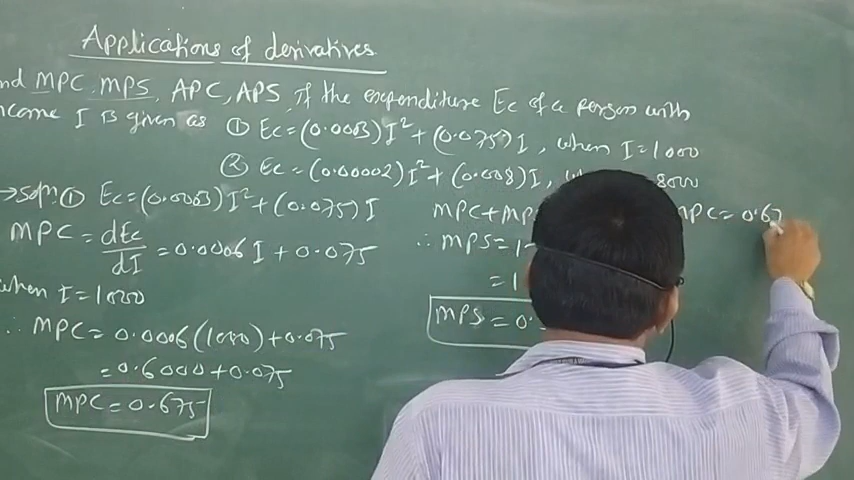 Applications of derivatives
nd MPC, MPS, APC, APS, if the expenditure Ec of a person with
ncome I is given as ① Ec = (0.0003)I² + (0.075)I, when I = 1000
② Ec = (0.00002)I² + (0.008)I, 8000
→ soln ① Ec = (0.0003)I² + (0.075)I
MPC = dEc/dI = 0.0006 I + 0.075
when I = 1000
∴ MPC = 0.0006 (1000) + 0.075
= 0.6000 + 0.075
MPC = 0.675
MPC + MP
∴ MPS = 1-
= 1
MPS = 0.
MPC = 0.67